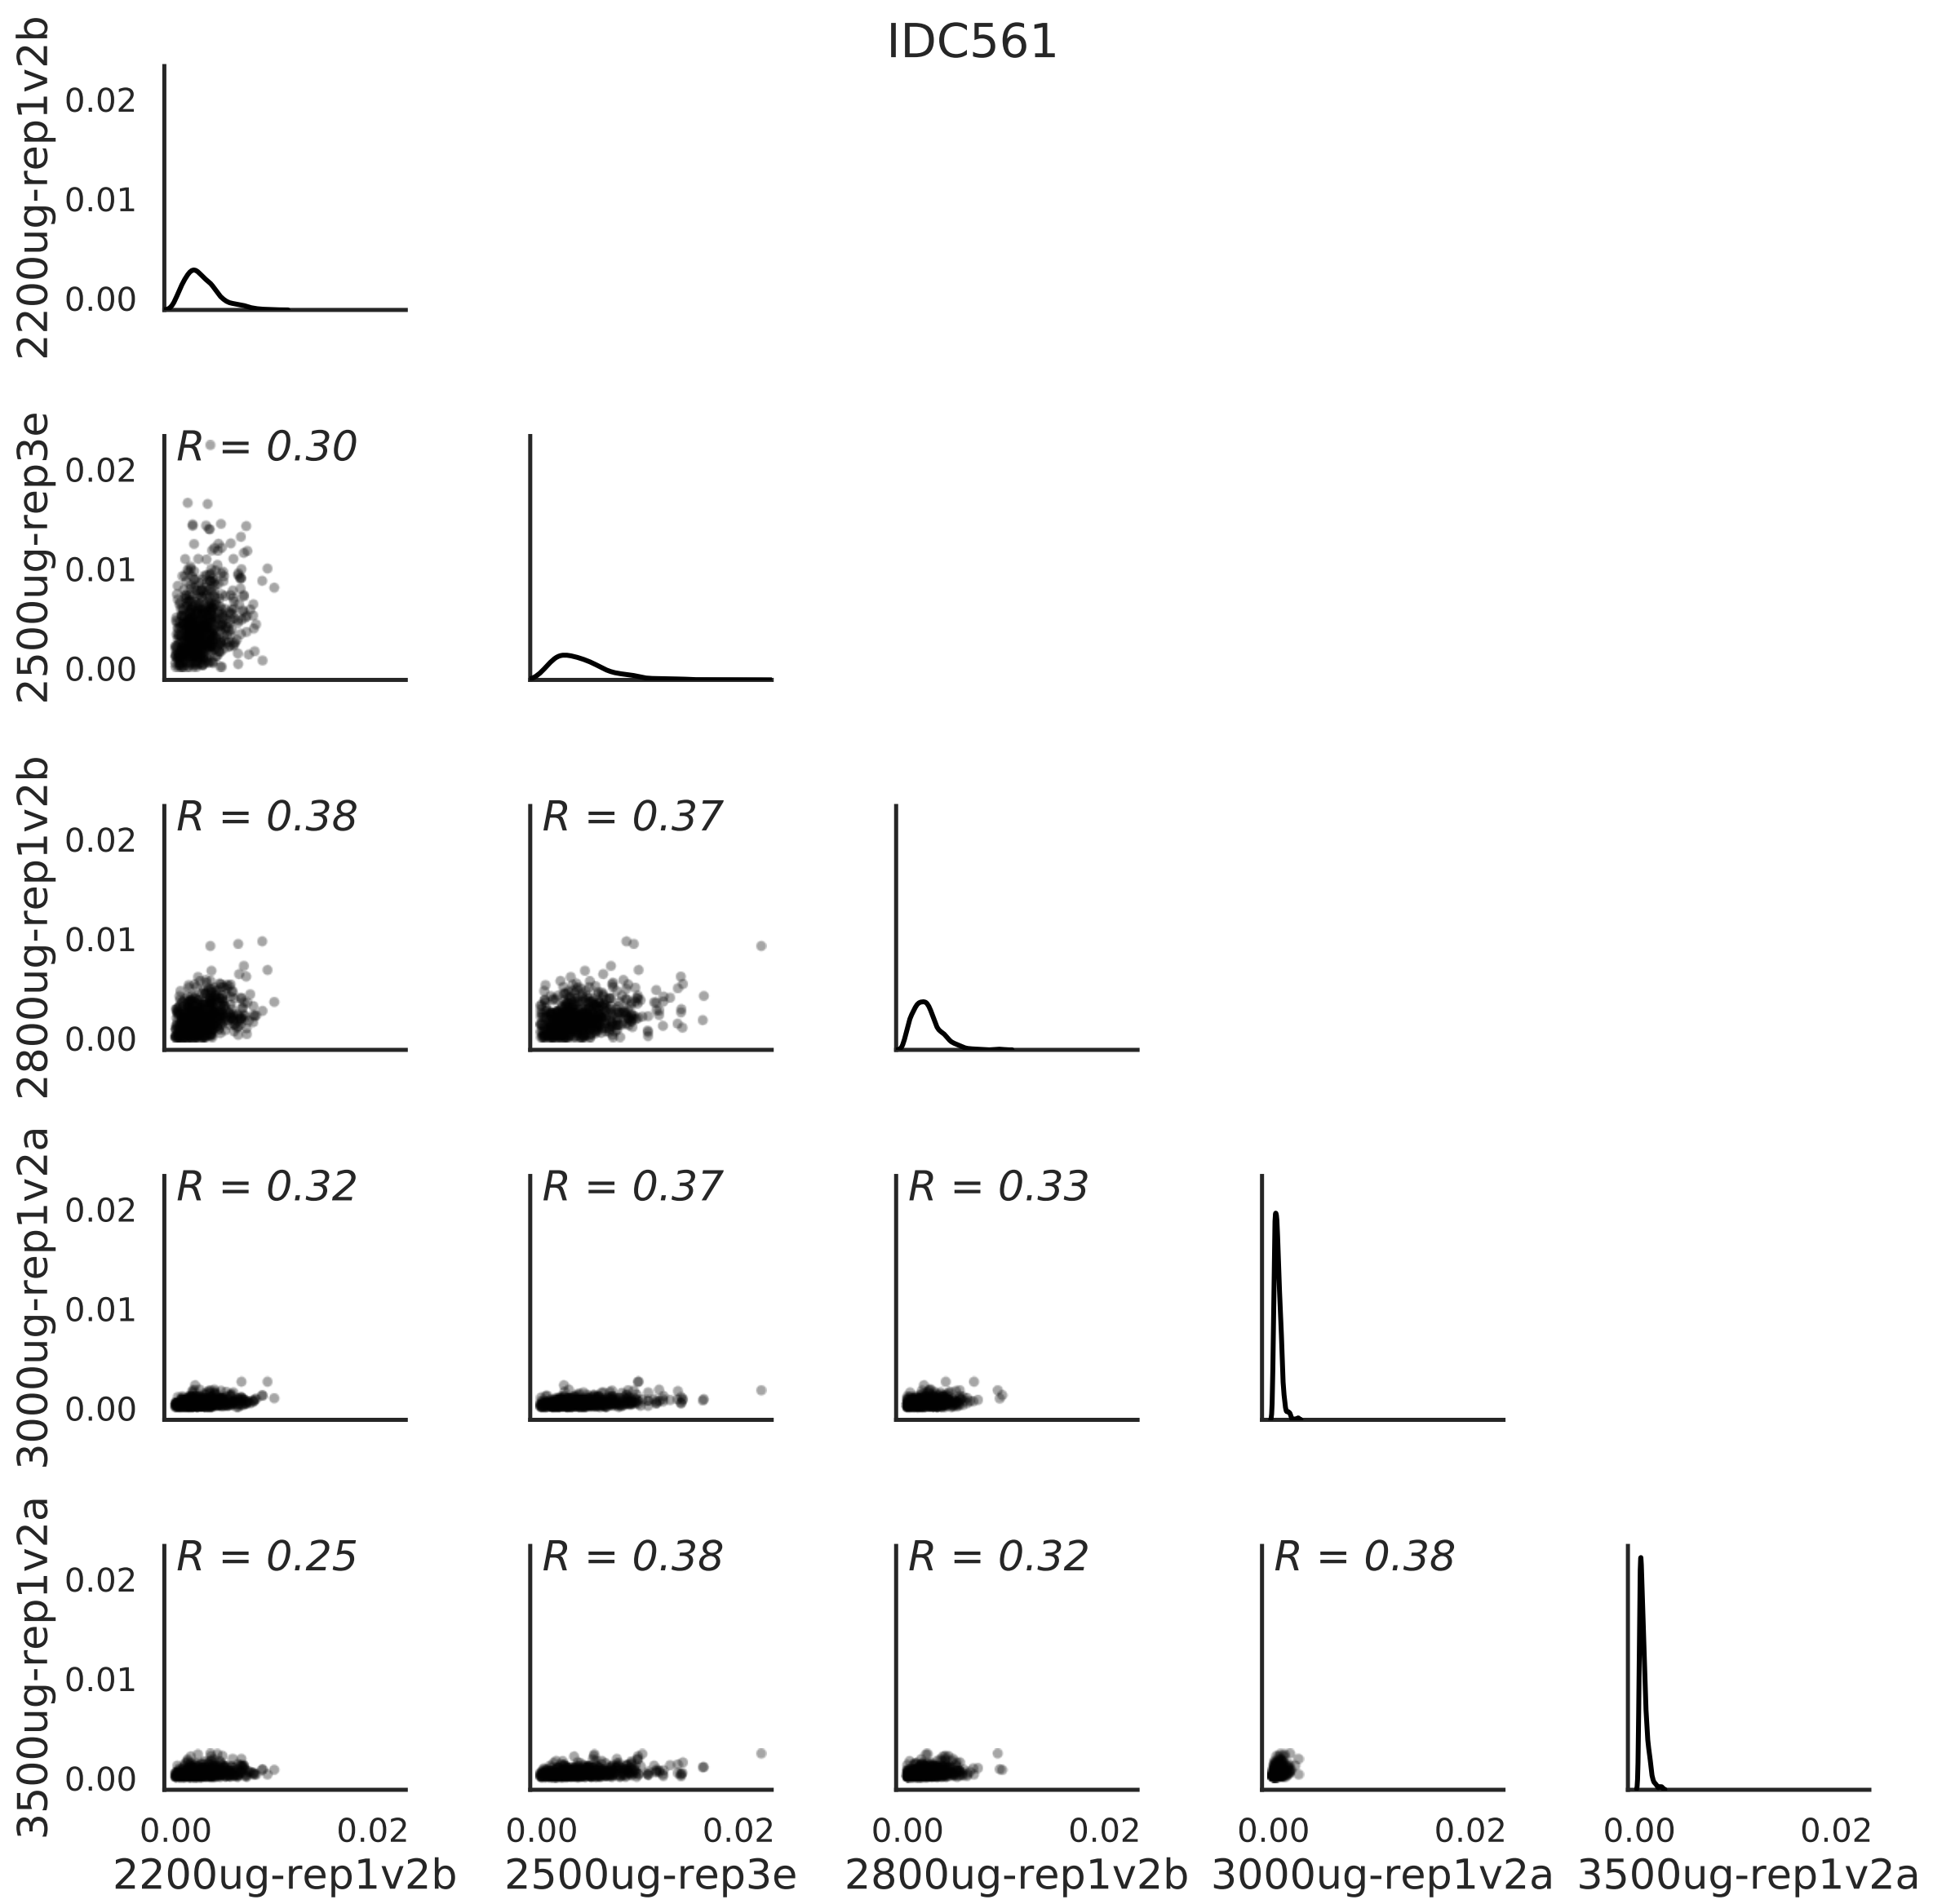 IDC561
2200ug-rep1v2b
0.02
0.01
0.00
2500ug-rep3e
0.02
0.01
0.00
R = 0.30
2800ug-rep1v2b
0.02
0.01
0.00
R = 0.38
R = 0.37
3000ug-rep1v2a
0.02
0.01
0.00
R = 0.32
R = 0.37
R = 0.33
3500ug-rep1v2a
0.02
0.01
0.00
R = 0.25
R = 0.38
R = 0.32
R = 0.38
0.00 0.02 0.00 0.02 0.00 0.02 0.00 0.02 0.00 0.02
2200ug-rep1v2b 2500ug-rep3e 2800ug-rep1v2b 3000ug-rep1v2a 3500ug-rep1v2a